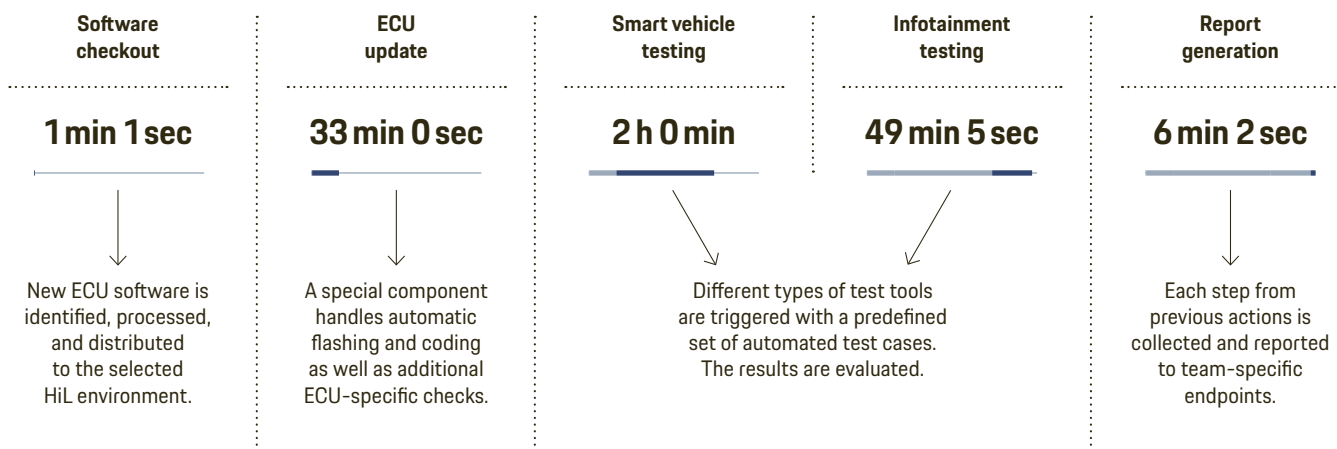 Software
checkout
1 min 1 sec
New ECU software is
identified, processed,
and distributed
to the selected
HiL environment.
ECU
update
33 min 0 sec
A special component
handles automatic
flashing and coding
as well as additional
ECU-specific checks.
Smart vehicle
testing
2 h 0 min
Infotainment
testing
49 min 5 sec
Different types of test tools
are triggered with a predefined
set of automated test cases.
The results are evaluated.
Report
generation
6 min 2 sec
Each step from
previous actions is
collected and reported
to team-specific
endpoints.